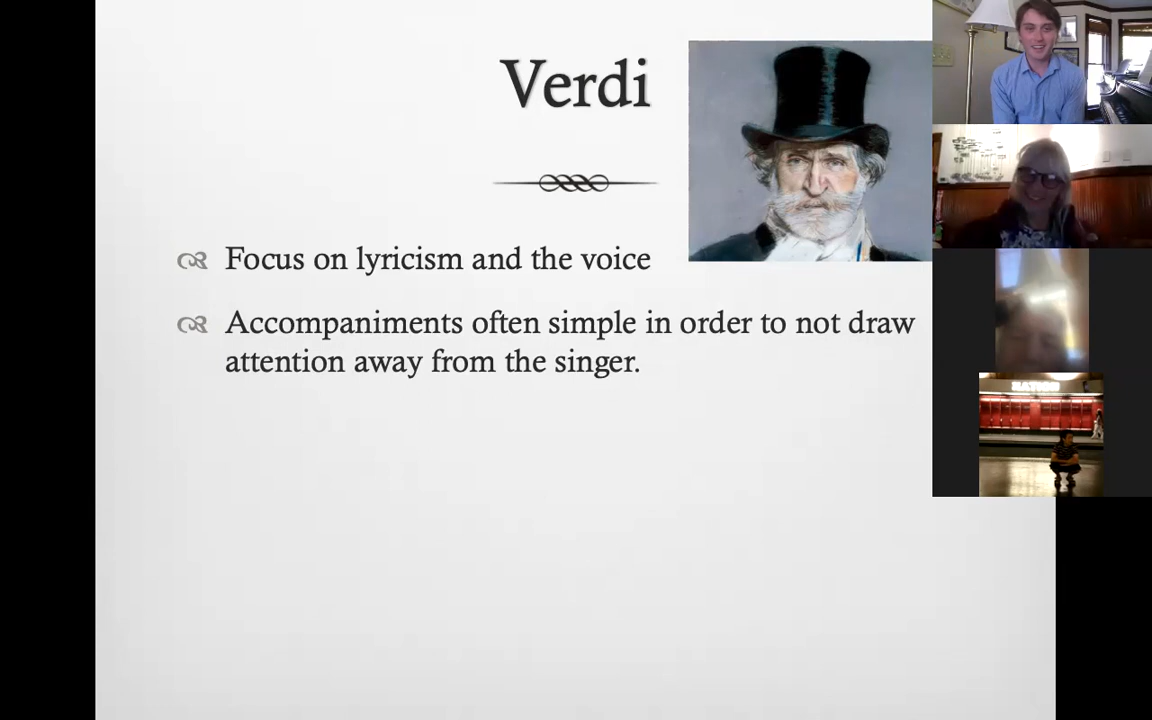 Verdi
Focus on lyricism and the voice
Accompaniments often simple in order to not draw
attention away from the singer.